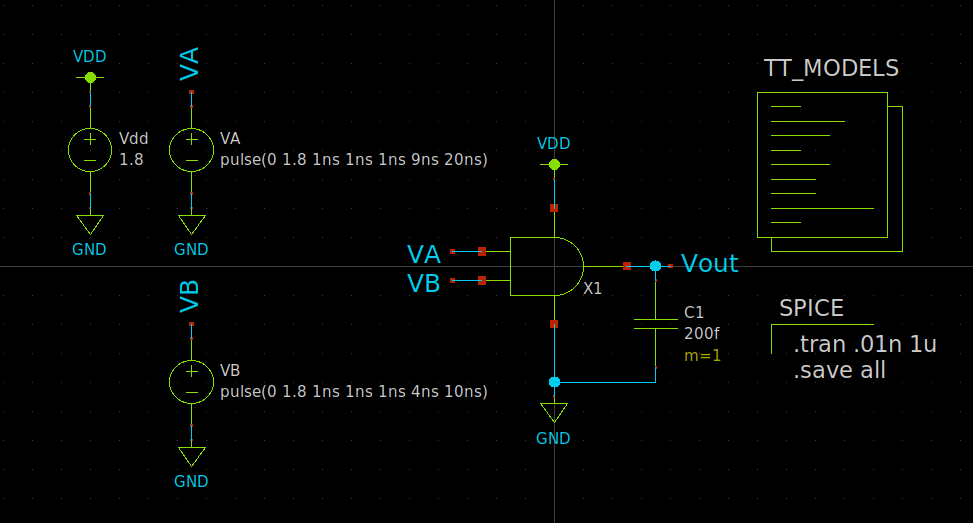 VDD
VA
Vdd
1.8
VA
pulse(0 1.8 1ns 1ns 1ns 9ns 20ns)
GND
GND
VB
VB
pulse(0 1.8 1ns 1ns 1ns 4ns 10ns)
GND
VDD
VA
VB
X1
Vout
C1
200f
m=1
GND
TT_MODELS
SPICE
.tran .01n 1u
.save all